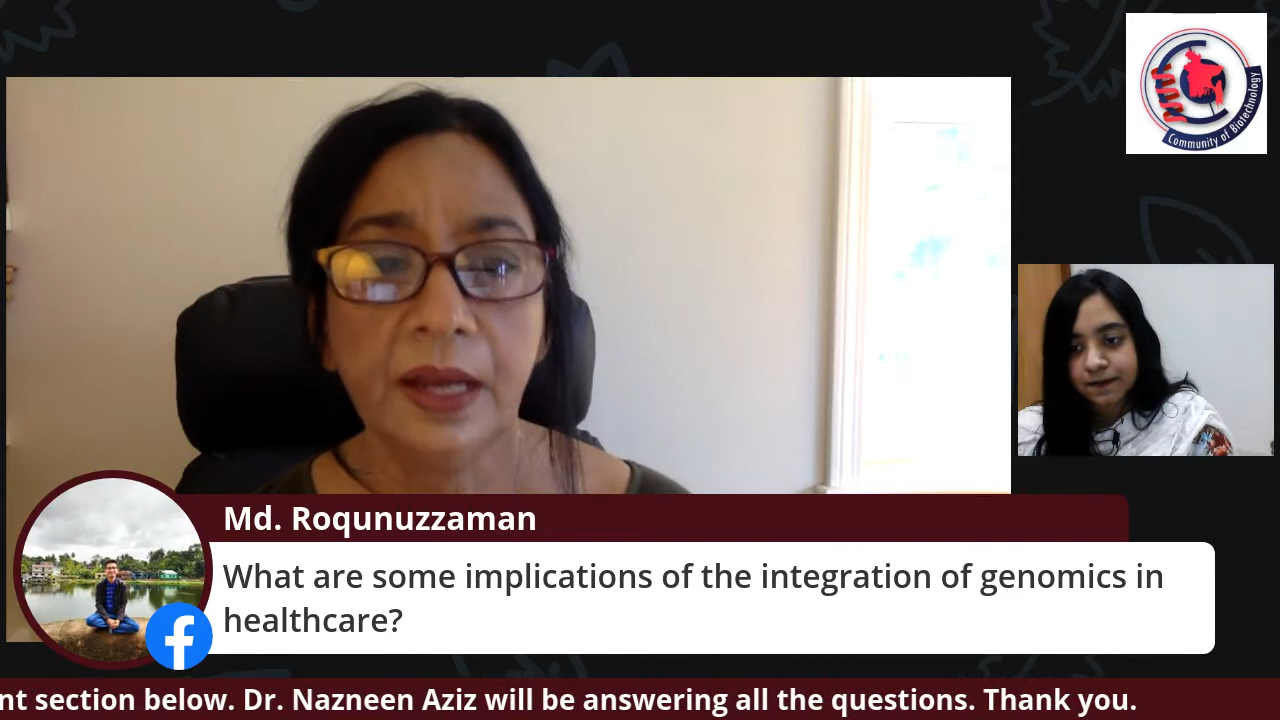 Community of Biotechnology
Md. Roqunuzzaman
What are some implications of the integration of genomics in
healthcare?
nt section below. Dr. Nazneen Aziz will be answering all the questions. Thank you.